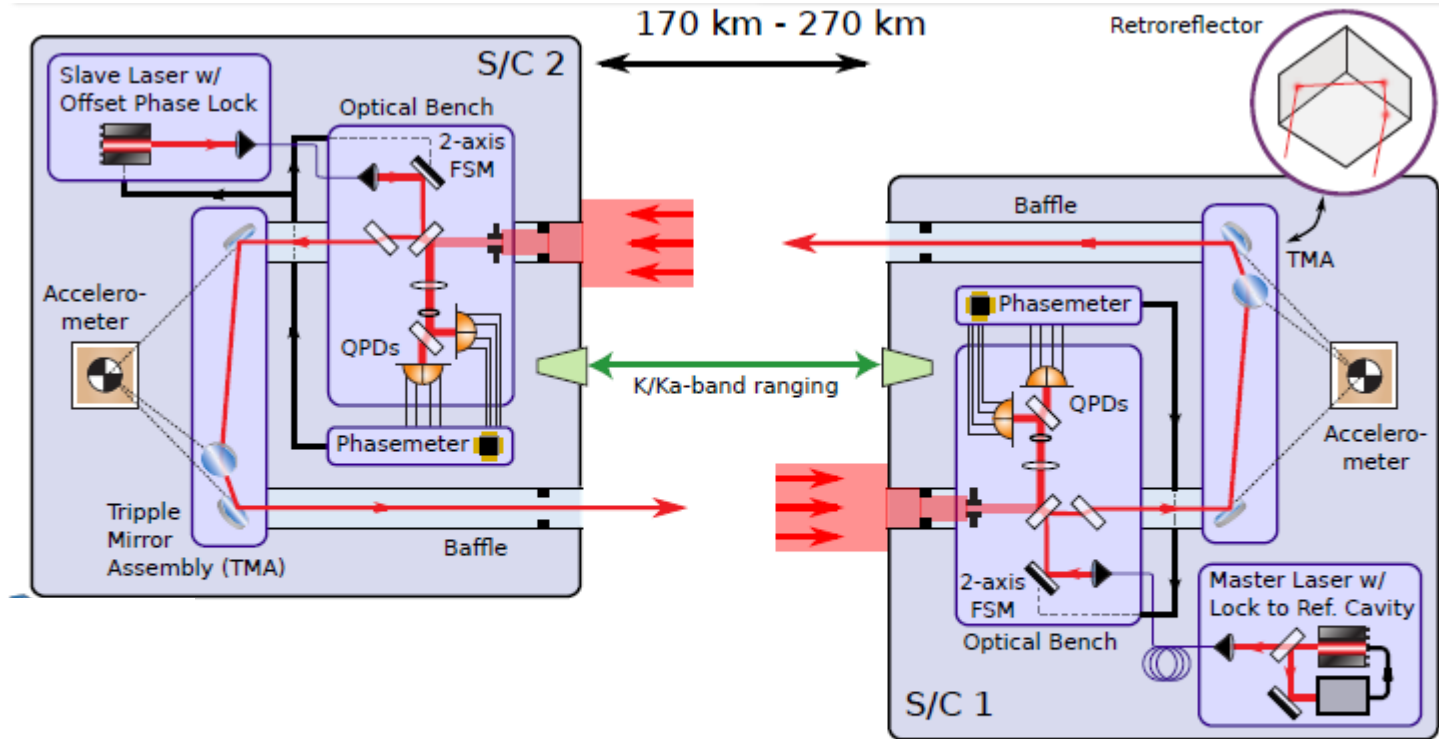 170 km - 270 km
Retroreflector
S/C 2
Slave Laser w/
Offset Phase Lock
Optical Bench
2-axis
FSM
Accelero-
meter
QPDs
Phasemeter
Tripple
Mirror
Assembly (TMA)
Baffle
K/Ka-band ranging
Baffle
TMA
Phasemeter
QPDs
Accelero-
meter
2-axis
FSM
Optical Bench
Master Laser w/
Lock to Ref. Cavity
S/C 1